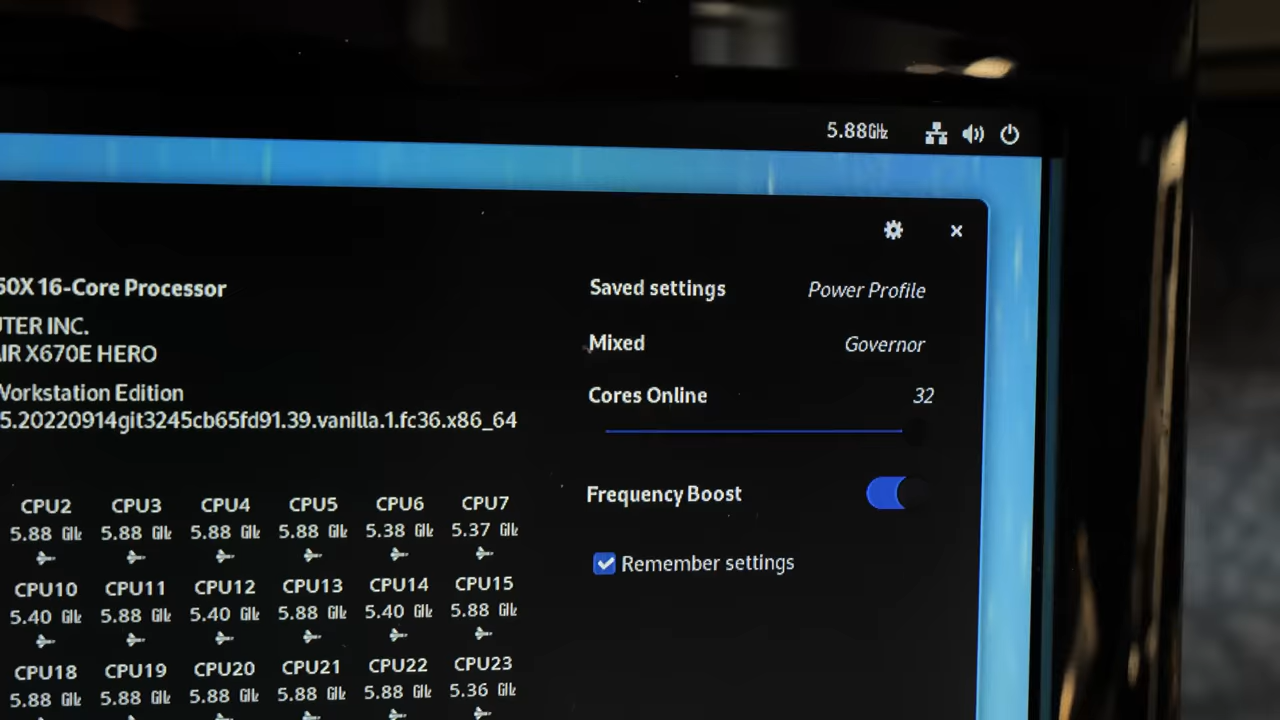 5.88GHz
50X 16-Core Processor
UTER INC.
AIR X670E HERO
Workstation Edition
5.20220914git3245cb65fd91.39.vanilla.1.fc36.x86_64
Saved settings Power Profile
Mixed Governor
Cores Online 32
Frequency Boost
Remember settings
CPU2 CPU3 CPU4 CPU5 CPU6 CPU7
5.88 GHz 5.88 GHz 5.88 GHz 5.88 GHz 5.38 GHz 5.37 GHz
CPU10 CPU11 CPU12 CPU13 CPU14 CPU15
5.40 GHz 5.88 GHz 5.40 GHz 5.88 GHz 5.40 GHz 5.88 GHz
CPU18 CPU19 CPU20 CPU21 CPU22 CPU23
5.88 GHz 5.88 GHz 5.88 GHz 5.88 GHz 5.88 GHz 5.36 GHz